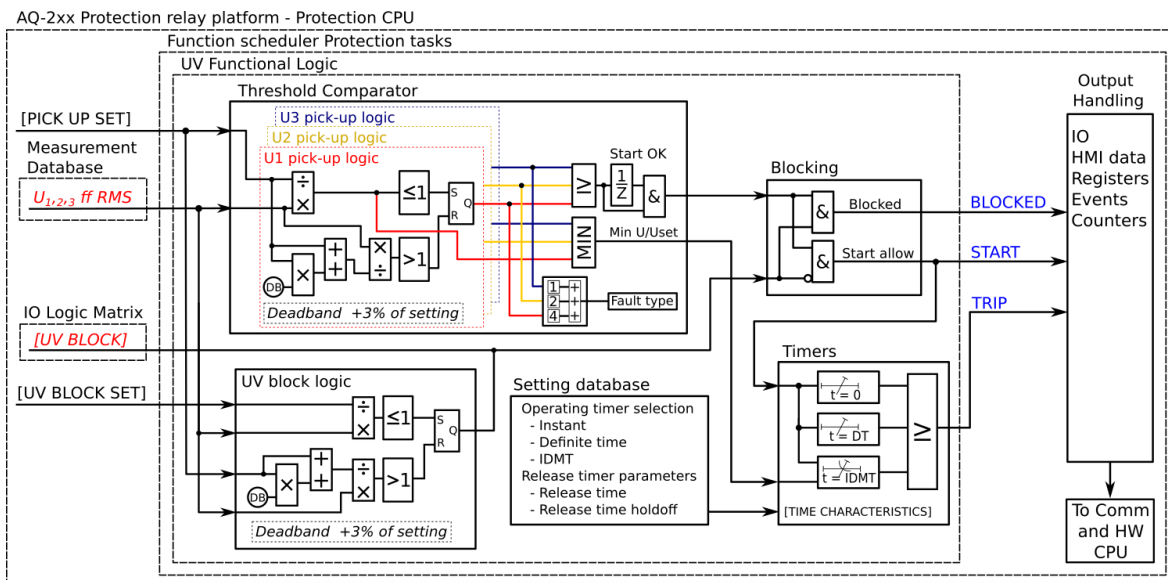 AQ-2xx Protection relay platform - Protection CPU
Function scheduler Protection tasks
UV Functional Logic
Threshold Comparator
Output
Handling
[PICK UP SET]
Measurement
Database
U1,2,3 ff RMS
U3 pick-up logic
U2 pick-up logic
U1 pick-up logic
÷
×
≤1
S
Q
R
DB
×
+
+
×
÷
>1
Deadband +3% of setting
≥
Start OK
1
Z
&
MIN
Min U/Uset
1 +
2 +
4 +
Fault type
Blocking
&
Blocked
&
Start allow
BLOCKED
START
TRIP
IO
HMI data
Registers
Events
Counters
IO Logic Matrix
[UV BLOCK]
[UV BLOCK SET]
UV block logic
÷
×
≤1
S
Q
R
DB
×
+
+
÷
×
>1
Deadband +3% of setting
Setting database
Operating timer selection
- Instant
- Definite time
- IDMT
Release timer parameters
- Release time
- Release time holdoff
Timers
t = 0
t = DT
t = IDMT
≥
[TIME CHARACTERISTICS]
To Comm
and HW
CPU